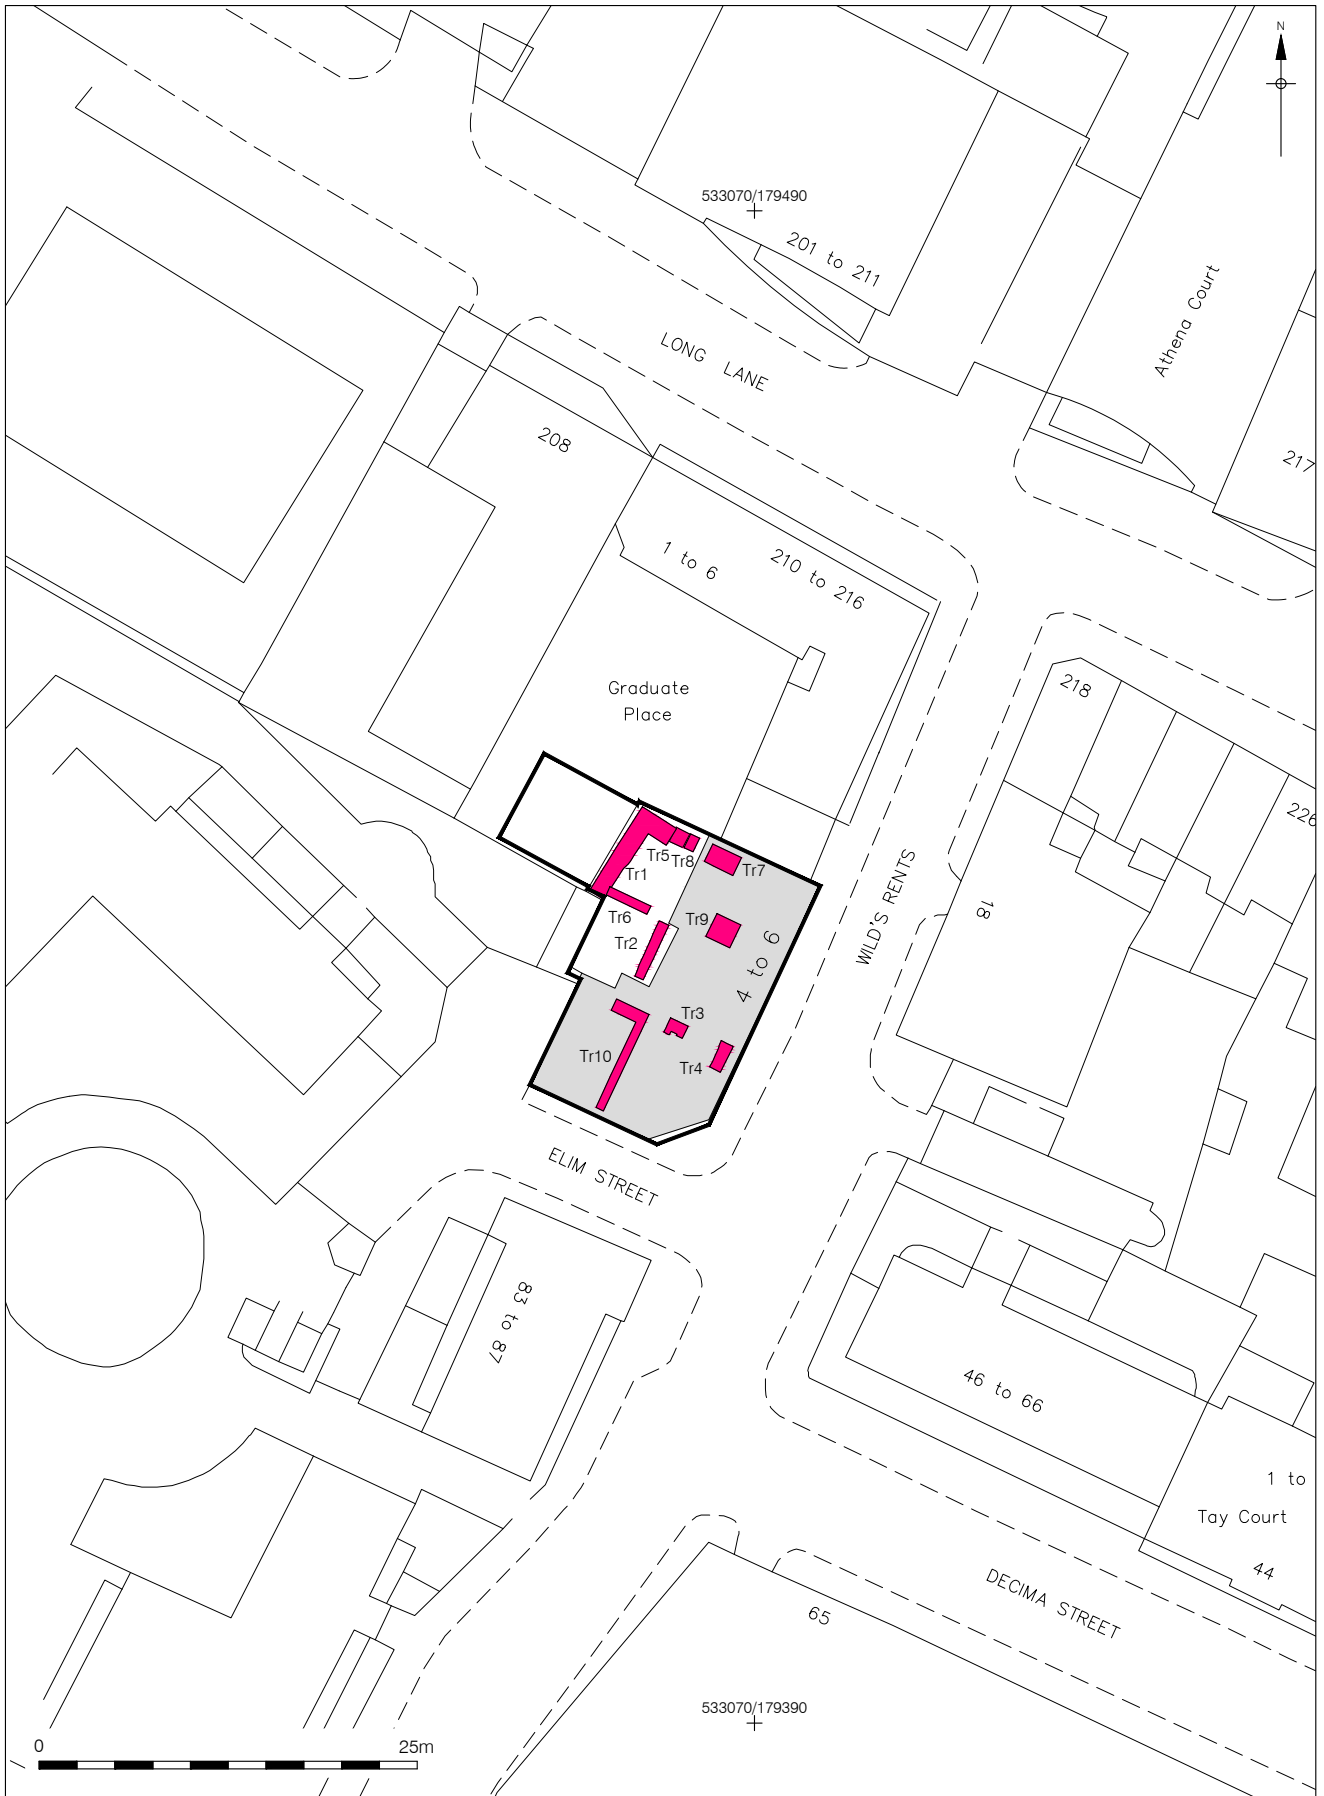 N
533070/179490
201 to 211
Athena Court
LONG LANE
208
217
1 to 6
210 to 216
Graduate
Place
218
226
Tr5
Tr8
Tr7
Tr1
Tr6
Tr9
Tr2
WILD'S RENTS
18
4 to 6
Tr3
Tr10
Tr4
ELIM STREET
83 to 87
46 to 66
1 to
Tay Court
44
DECIMA STREET
65
533070/179390
0
25m